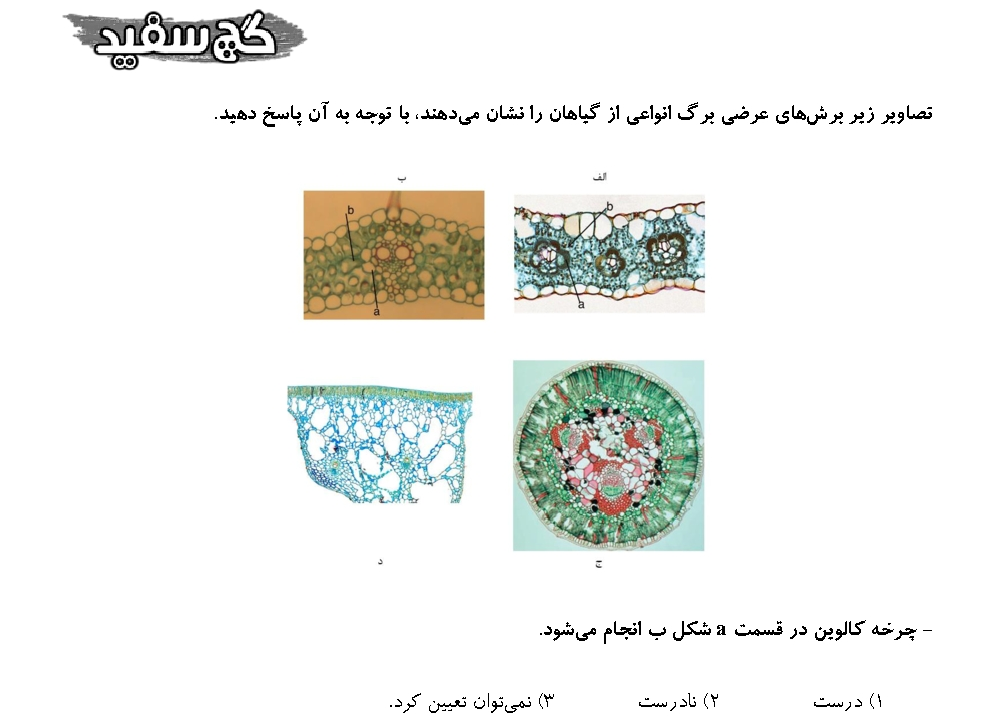 گچ سفید
تصاویر زیر برش‌های عرضی برگ انواعی از گیاهان را نشان می‌دهند، با توجه به آن پاسخ دهید.
الف
ب
b
a
b
a
ج
د
- چرخه کالوین در قسمت a شکل ب انجام می‌شود.
۱) درست ۲) نادرست ۳) نمی‌توان تعیین کرد.